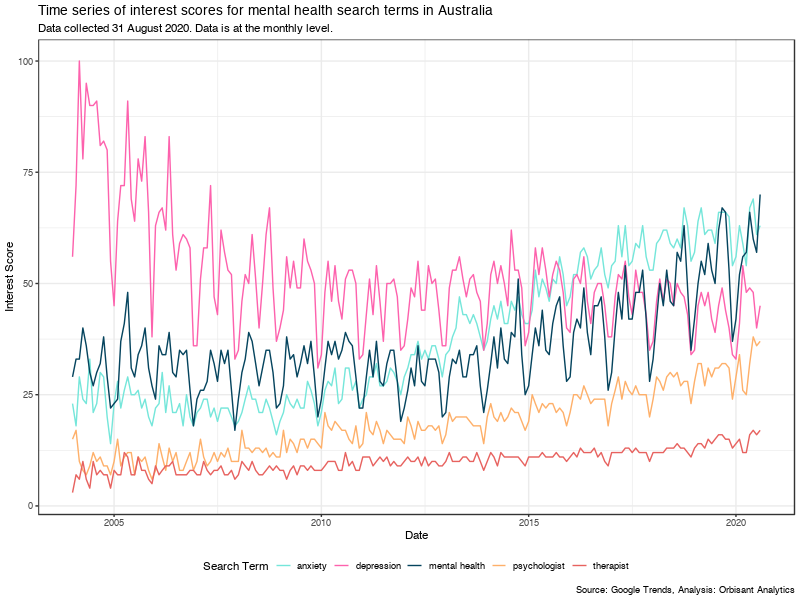 Time series of interest scores for mental health search terms in Australia
Data collected 31 August 2020. Data is at the monthly level.
100
75
50
25
0
Interest Score
2005 2010 2015 2020
Date
Search Term anxiety depression mental health psychologist therapist
Source: Google Trends, Analysis: Orbisant Analytics